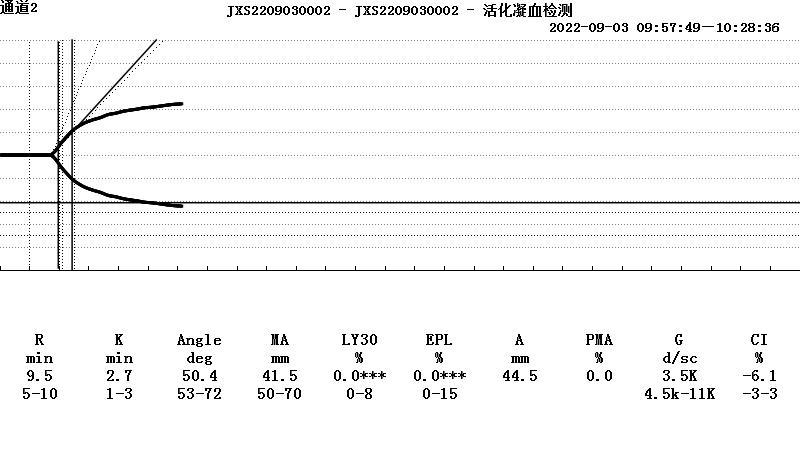 通道2
JXS2209030002 - JXS2209030002 - 活化凝血检测
2022-09-03 09:57:49—10:28:36
R K Angle MA LY30 EPL A PMA G CI
min min deg mm % % mm % d/sc %
9.5 2.7 50.4 41.5 0.0*** 0.0*** 44.5 0.0 3.5K -6.1
5-10 1-3 53-72 50-70 0-8 0-15 4.5k-11K -3-3